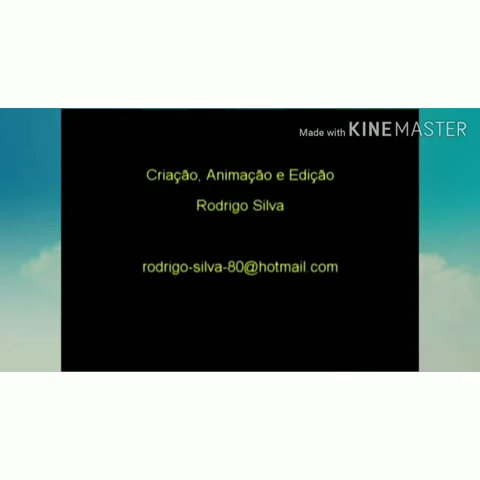 Made with KINEMASTER
Criação, Animação e Edição
Rodrigo Silva
rodrigo-silva-80@hotmail.com